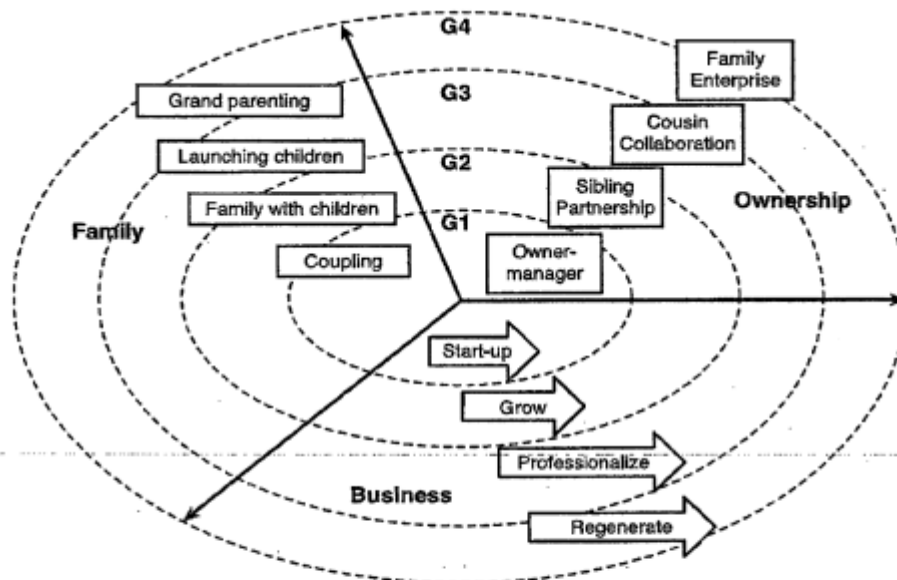 G4
Family
Enterprise
Grand parenting
G3
Cousin
Collaboration
Launching children
G2
Sibling
Partnership
Ownership
Family with children
Family
G1
Owner-
manager
Coupling
Start-up
Grow
Professionalize
Business
Regenerate